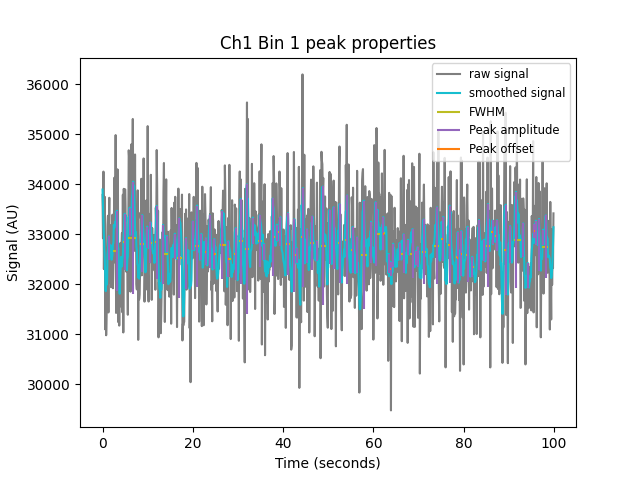 Ch1 Bin 1 peak properties
raw signal
smoothed signal
FWHM
Peak amplitude
Peak offset
36000
35000
34000
33000
32000
31000
30000
Signal (AU)
0 20 40 60 80 100
Time (seconds)